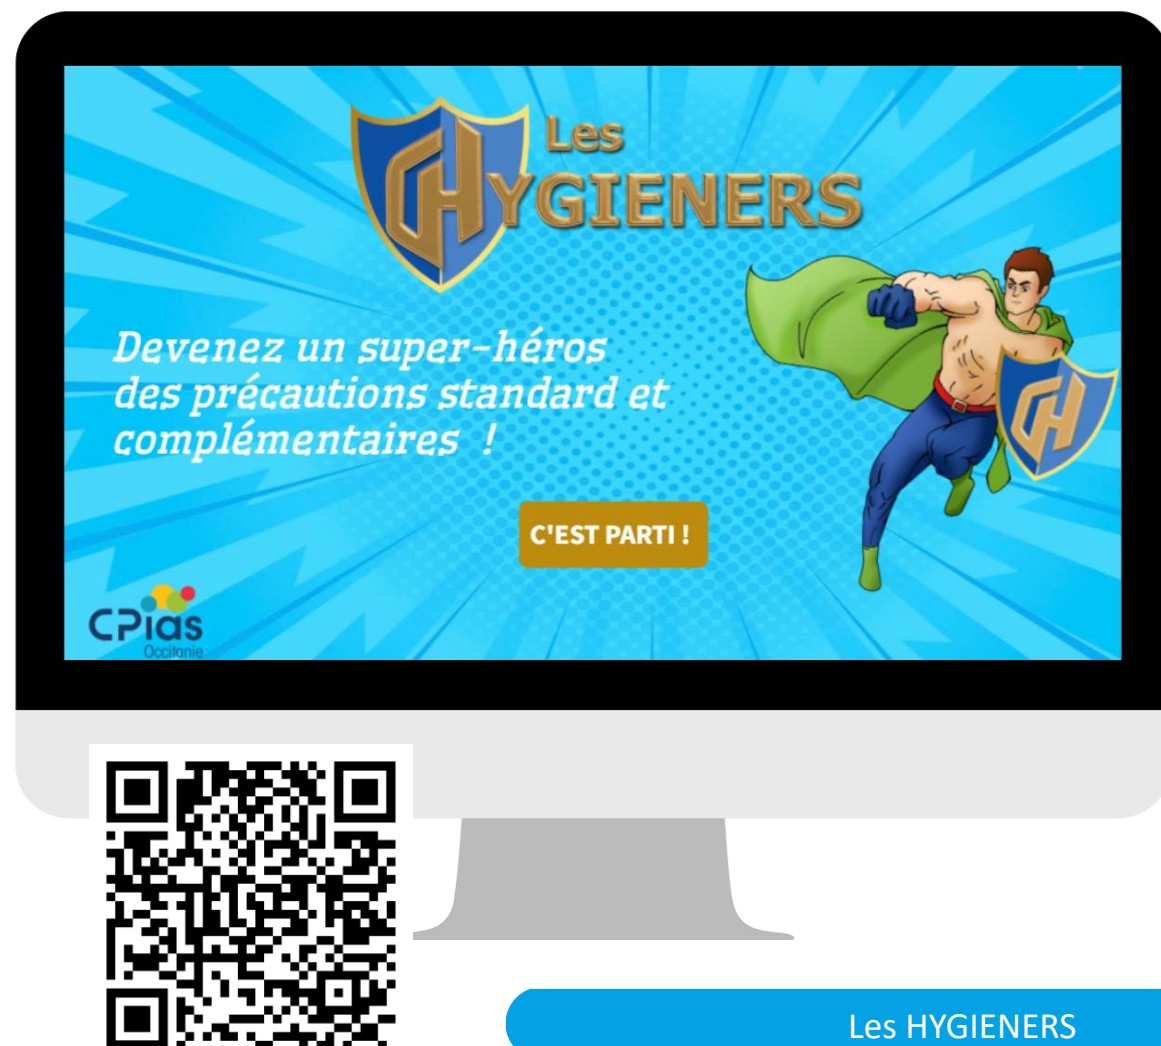 Les
HYGIENERS
Devenez un super-héros
des précautions standard et
complémentaires !
C'EST PARTI !
CPias
Occitanie
Les HYGIENERS